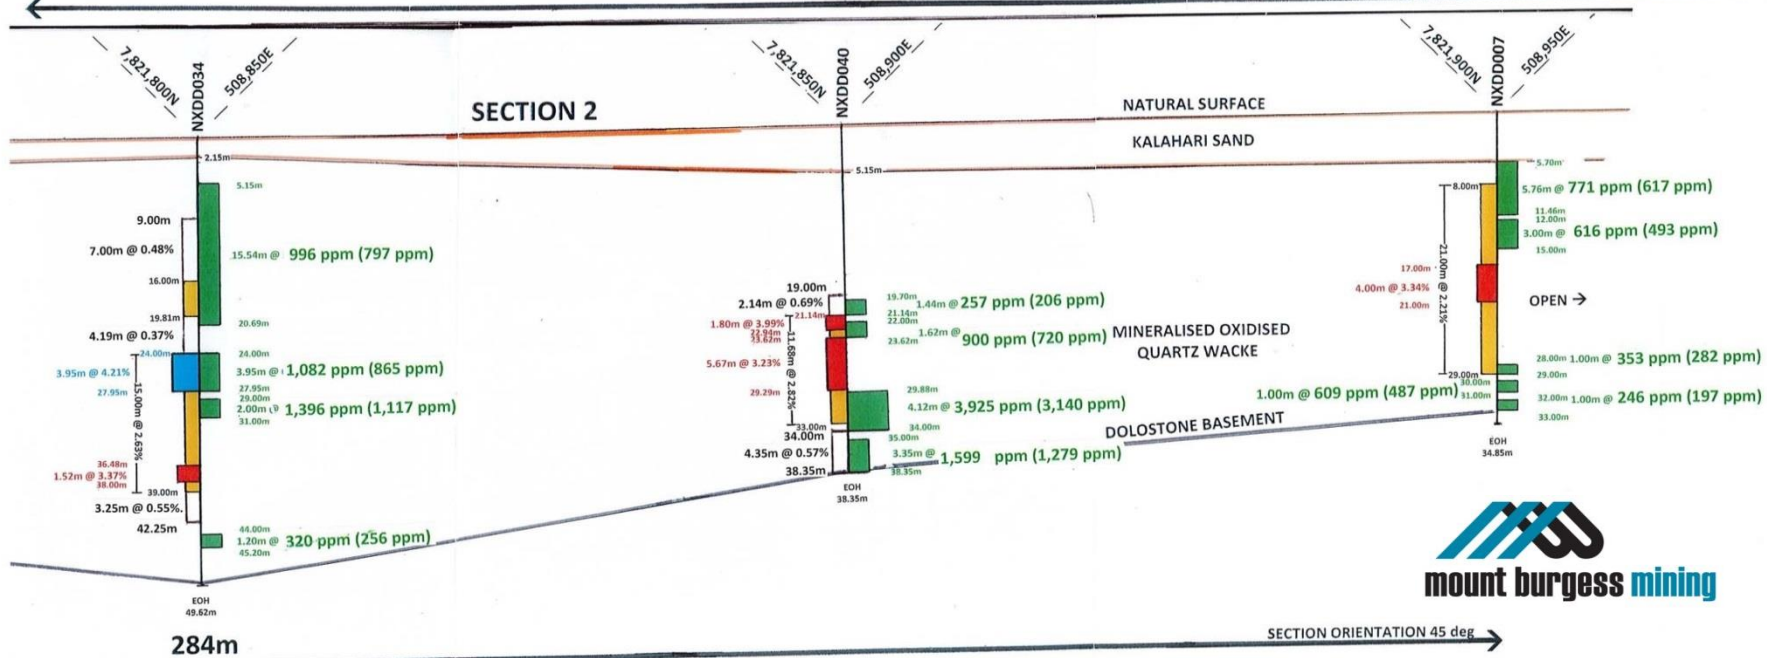 7,821,800N
NXDD034
508,850E
7,821,850N
NXDD040
508,900E
7,821,900N
NXDD007
508,950E
SECTION 2
NATURAL SURFACE
KALAHARI SAND
2.15m
5.15m
9.00m
7.00m @ 0.48%
15.54m @ 996 ppm (797 ppm)
16.00m
19.81m
20.69m
4.19m @ 0.37%
24.00m
24.00m
3.95m @ 4.21%
3.95m @ 1,082 ppm (865 ppm)
27.95m
27.95m
29.00m
2.00m @ 1,396 ppm (1,117 ppm)
31.00m
15.00m @ 2.63%
36.48m
1.52m @ 3.37%
38.00m
39.00m
3.25m @ 0.55%.
42.25m
44.00m
1.20m @ 320 ppm (256 ppm)
45.20m
EOH
49.62m
284m
5.15m
19.00m
2.14m @ 0.69%
19.70m
1.44m @ 257 ppm (206 ppm)
21.14m
21.14m
1.80m @ 3.99%
22.00m
22.94m
1.62m @ 900 ppm (720 ppm)
23.62m
23.62m
5.67m @ 3.23%
11.68m @ 2.82%
29.29m
29.88m
4.12m @ 3,925 ppm (3,140 ppm)
33.00m
34.00m
34.00m
35.00m
4.35m @ 0.57%
3.35m @ 1,599 ppm (1,279 ppm)
38.35m
38.35m
EOH
38.35m
MINERALISED OXIDISED
QUARTZ WACKE
DOLOSTONE BASEMENT
5.70m
8.00m
5.76m @ 771 ppm (617 ppm)
11.46m
12.00m
3.00m @ 616 ppm (493 ppm)
15.00m
17.00m
4.00m @ 3.34%
21.00m
21.00m @ 2.21%
OPEN →
28.00m
1.00m @ 353 ppm (282 ppm)
29.00m
29.00m
30.00m
1.00m @ 609 ppm (487 ppm)
31.00m
32.00m
1.00m @ 246 ppm (197 ppm)
33.00m
EOH
34.85m
mount burgess mining
SECTION ORIENTATION 45 deg